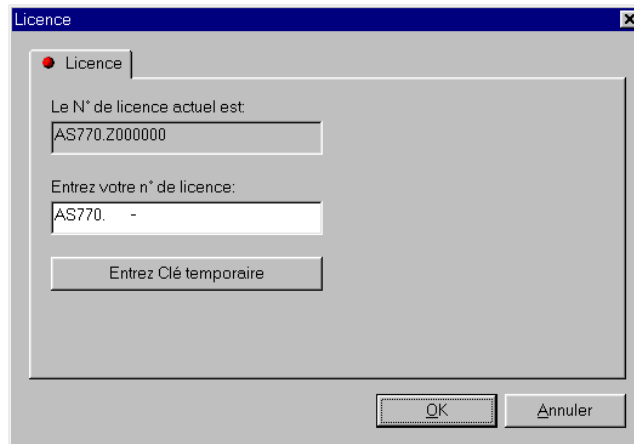 Licence
Licence
Le N° de licence actuel est:
AS770.Z000000
Entrez votre n° de licence:
AS770.    -
Entrez Clé temporaire
OK
Annuler